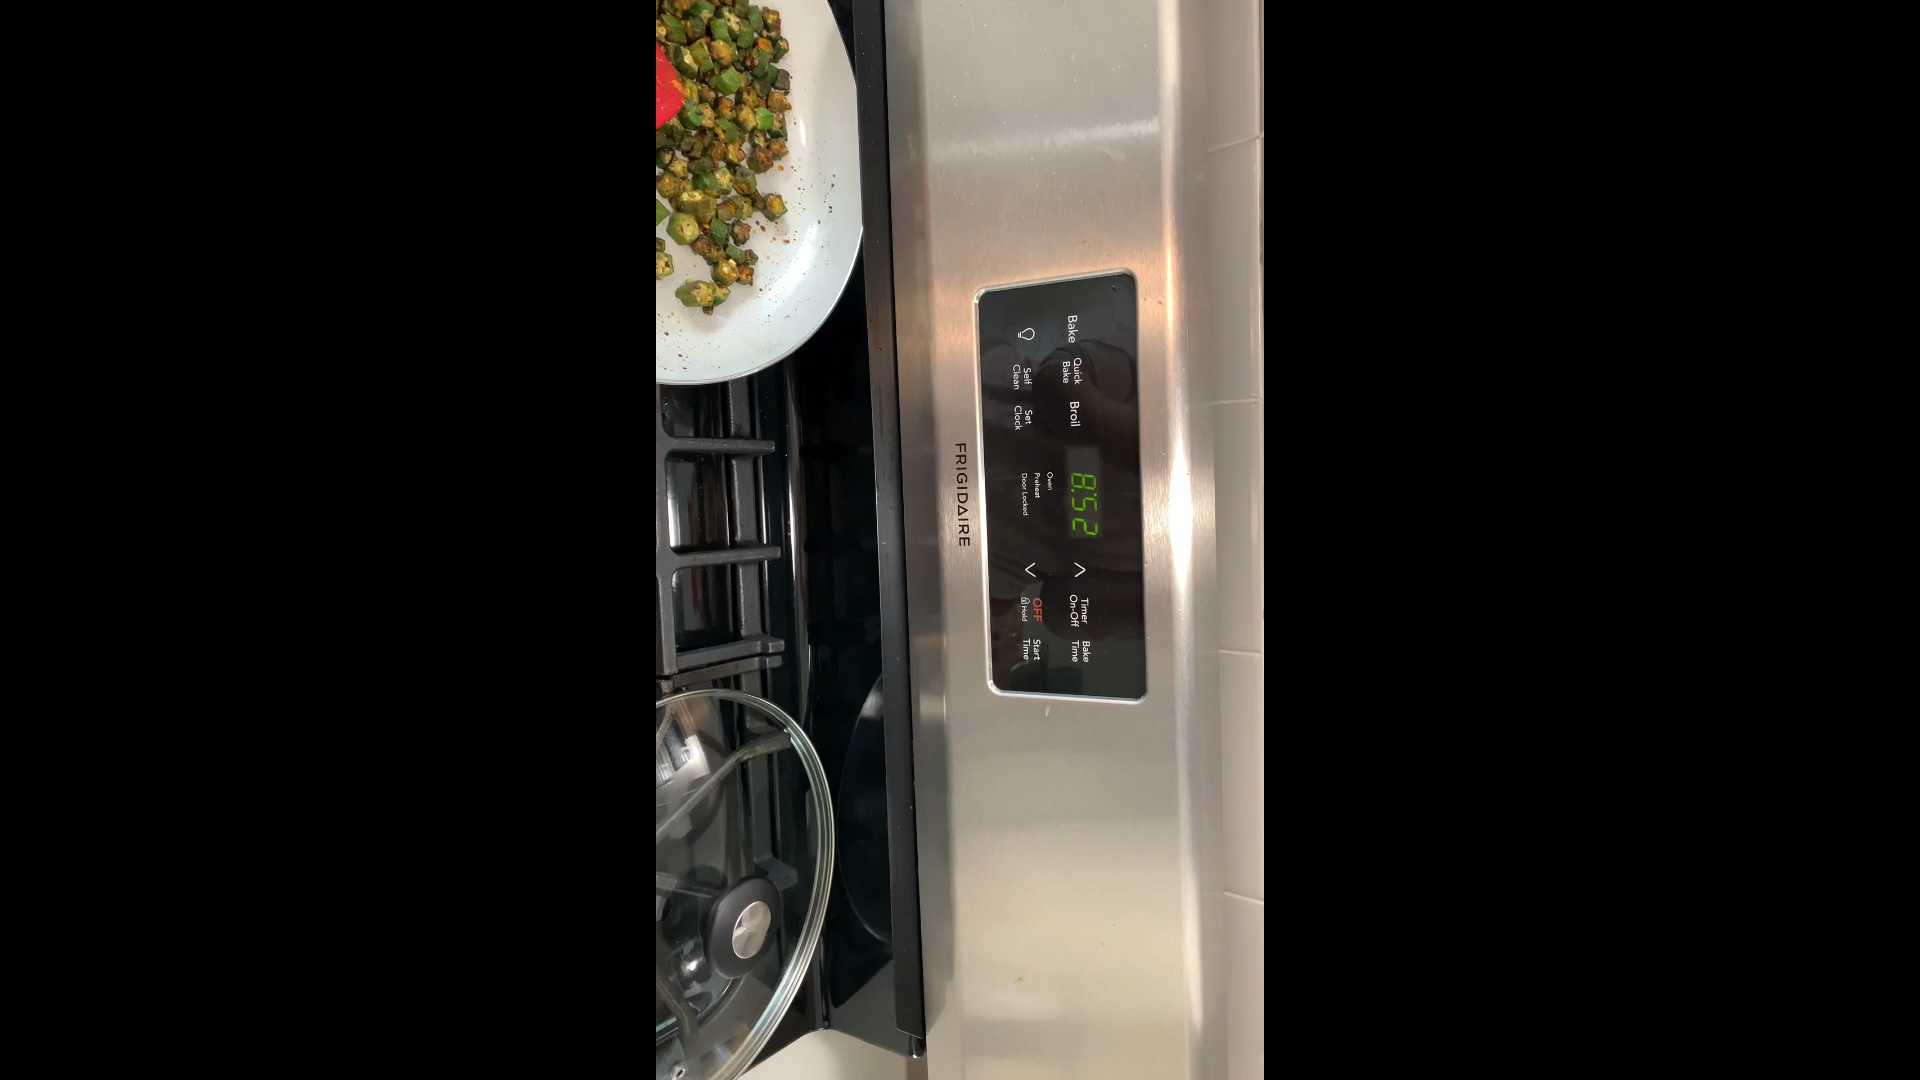 Bake
Quick
Bake
Broil
8:52
Timer
On-Off
Bake
Time
Self
Clean
Set
Clock
Oven
Preheat
Door Locked
OFF
Hold
Start
Time
FRIGIDAIRE